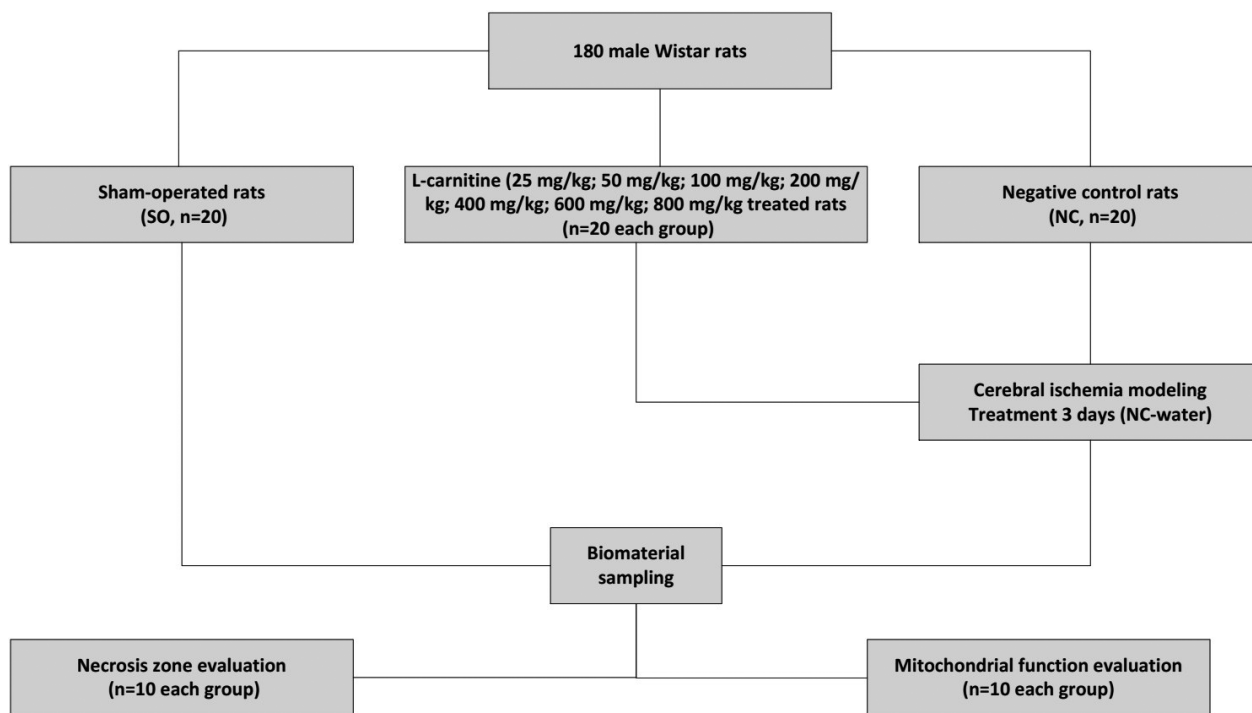 180 male Wistar rats
Sham-operated rats
(SO, n=20)
L-carnitine (25 mg/kg; 50 mg/kg; 100 mg/kg; 200 mg/
kg; 400 mg/kg; 600 mg/kg; 800 mg/kg treated rats
(n=20 each group)
Negative control rats
(NC, n=20)
Cerebral ischemia modeling
Treatment 3 days (NC-water)
Biomaterial
sampling
Necrosis zone evaluation
(n=10 each group)
Mitochondrial function evaluation
(n=10 each group)